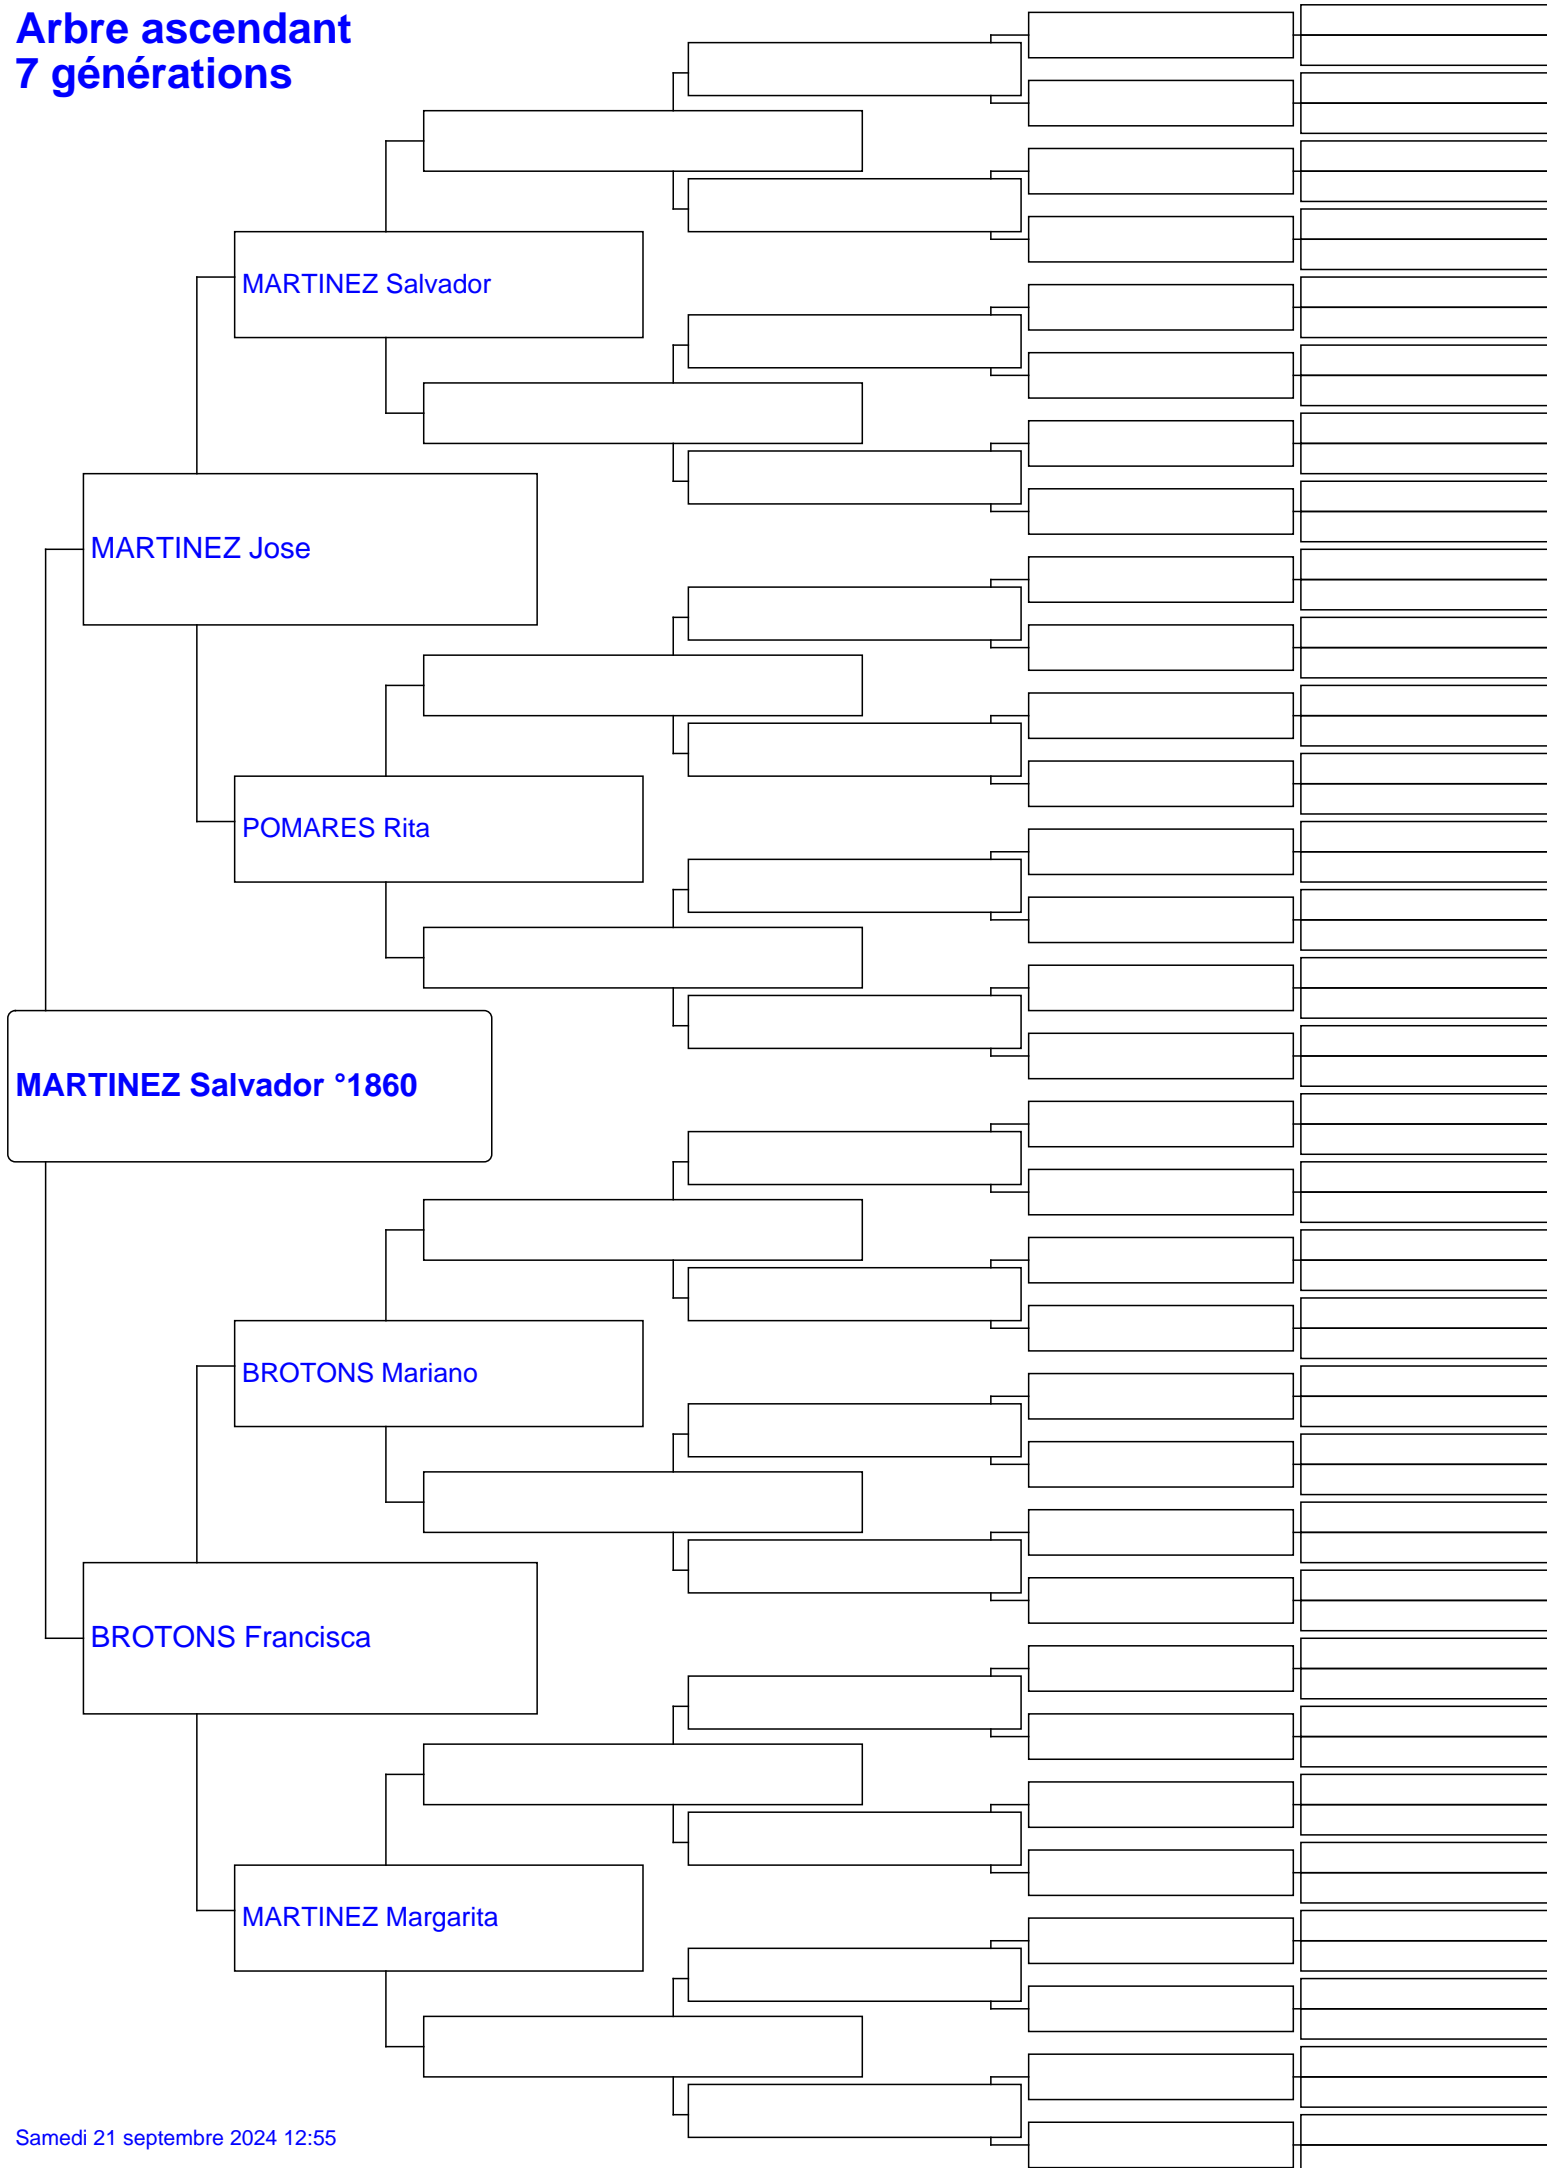 Arbre ascendant
7 générations
MARTINEZ Salvador
MARTINEZ Jose
POMARES Rita
MARTINEZ Salvador °1860
BROTONS Mariano
BROTONS Francisca
MARTINEZ Margarita
Samedi 21 septembre 2024 12:55